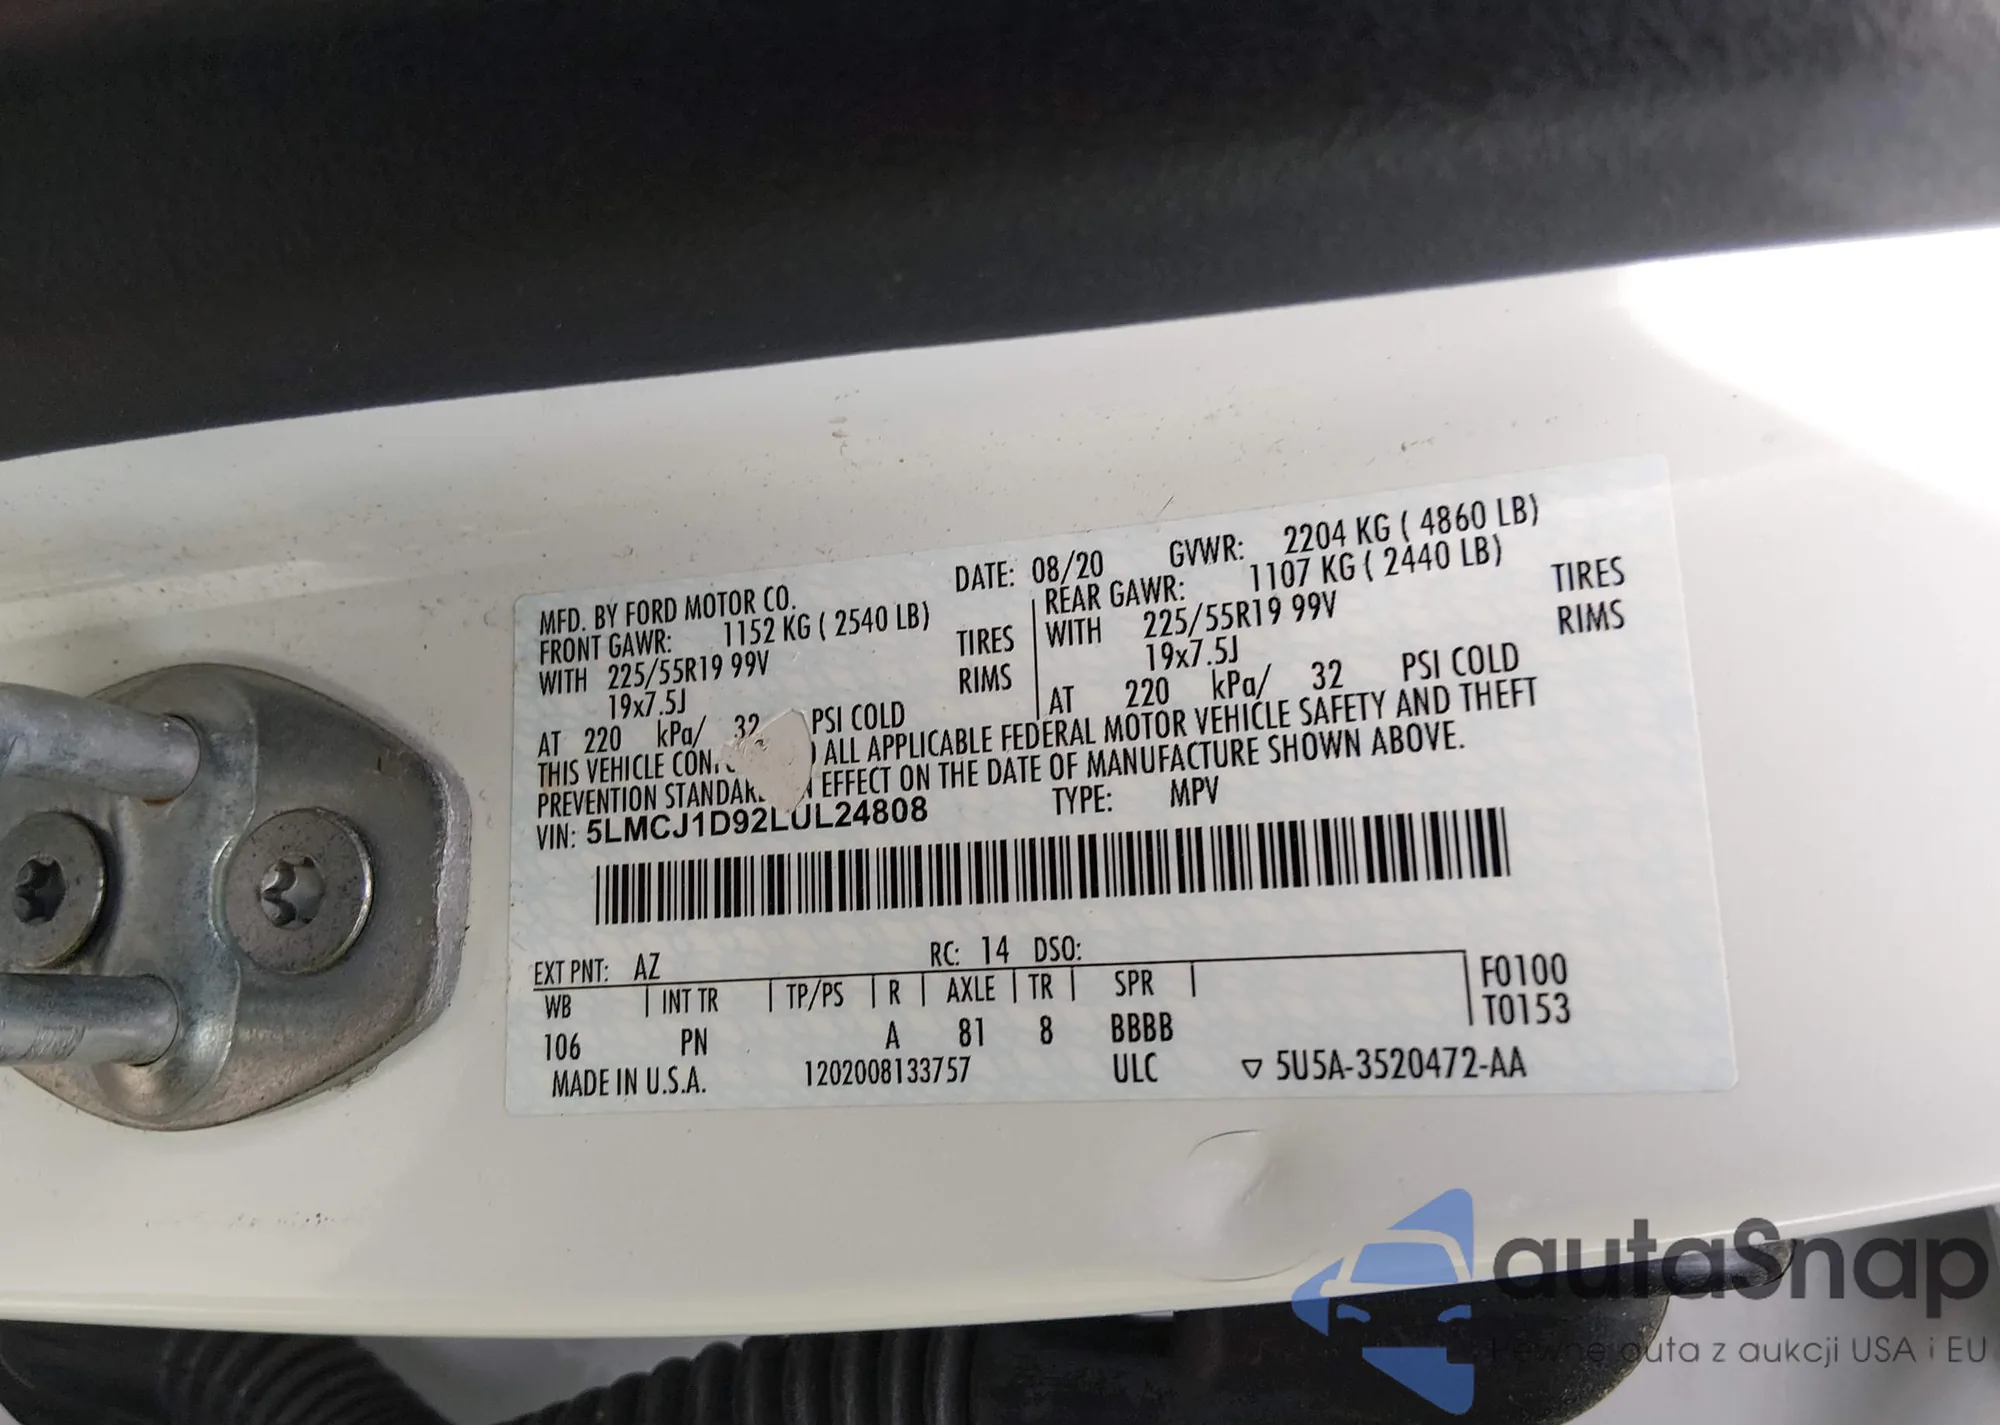 MFD. BY FORD MOTOR CO. DATE: 08/20 GVWR: 2204 KG ( 4860 LB)
FRONT GAWR: 1152 KG ( 2540 LB) REAR GAWR: 1107 KG ( 2440 LB)
WITH 225/55R19 99V TIRES WITH 225/55R19 99V TIRES
19x7.5J RIMS 19x7.5J RIMS
AT 220 kPa/ 32 PSI COLD AT 220 kPa/ 32 PSI COLD
THIS VEHICLE ALL APPLICABLE FEDERAL MOTOR VEHICLE SAFETY AND THEFT
PREVENTION EFFECT ON THE DATE OF MANUFACTURE SHOWN ABOVE.
VIN: 5LMCJ1D92LUL24808 TYPE: MPV
EXT PNT: AZ RC: 14 DSO:
WB INT TR TP/PS R AXLE TR SPR F0100
106 PN A 81 8 BBBB T0153
MADE IN U.S.A. 1202008133757 ULC ▽ 5U5A-3520472-AA
autaSnap
Pewne auta z aukcji USA i EU